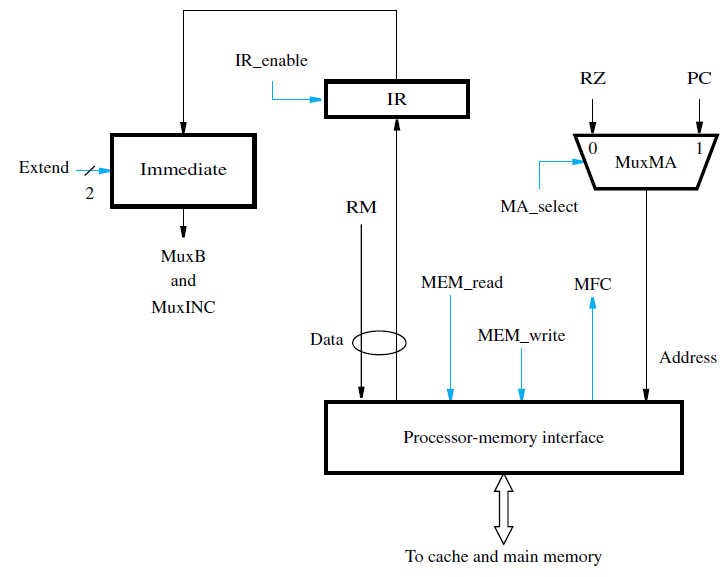 IR_enable
RZ
PC
IR
0
1
MuxMA
Extend
Immediate
2
RM
MA_select
MuxB
and
MuxINC
MEM_read
MFC
Data
MEM_write
Address
Processor-memory interface
To cache and main memory